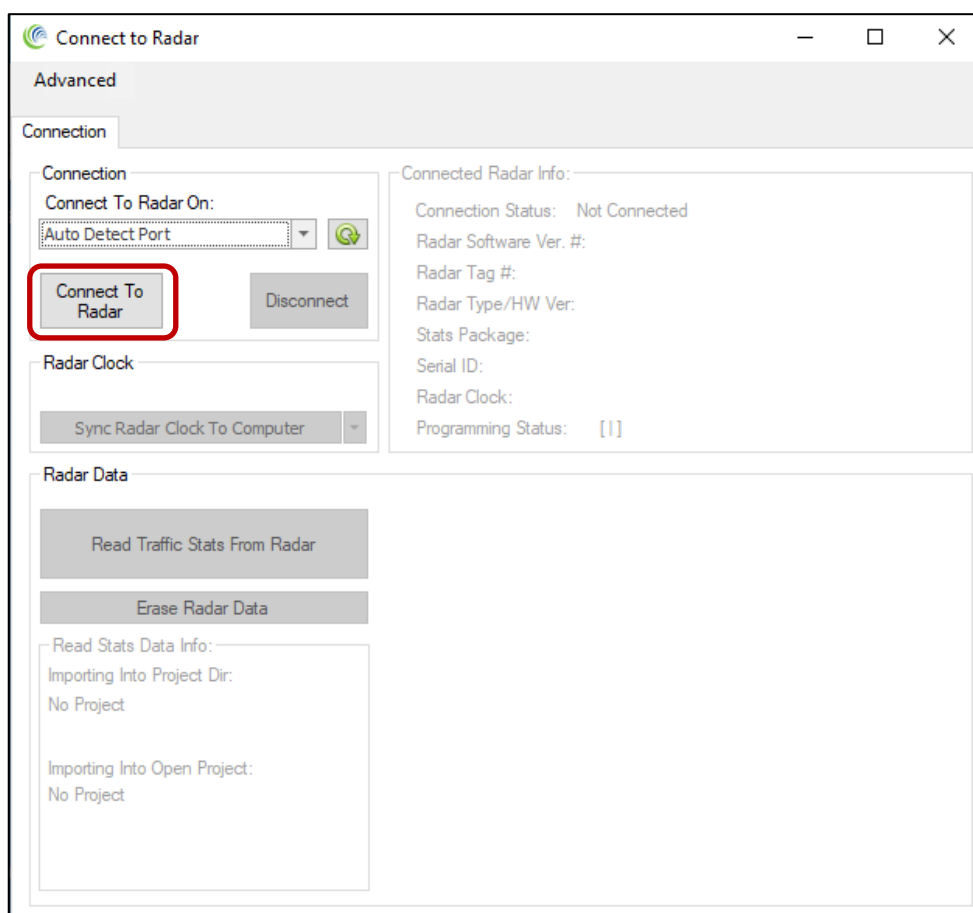 Connect to Radar
Advanced
Connection
Connection
Connect To Radar On:
Auto Detect Port
Connect To
Radar
Disconnect
Radar Clock
Sync Radar Clock To Computer
Connected Radar Info:
Connection Status: Not Connected
Radar Software Ver. #:
Radar Tag #:
Radar Type/HW Ver:
Stats Package:
Serial ID:
Radar Clock:
Programming Status: [|]
Radar Data
Read Traffic Stats From Radar
Erase Radar Data
Read Stats Data Info:
Importing Into Project Dir:
No Project
Importing Into Open Project:
No Project